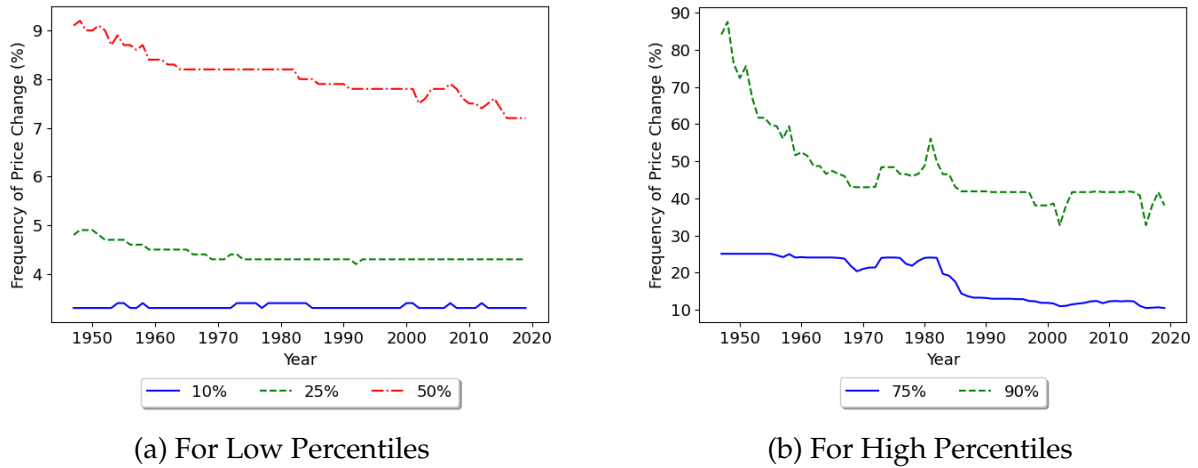 Frequency of Price Change (%)
9
8
7
6
5
4
1950 1960 1970 1980 1990 2000 2010 2020
Year
10% 25% 50%
(a) For Low Percentiles
Frequency of Price Change (%)
90
80
70
60
50
40
30
20
10
1950 1960 1970 1980 1990 2000 2010 2020
Year
75% 90%
(b) For High Percentiles